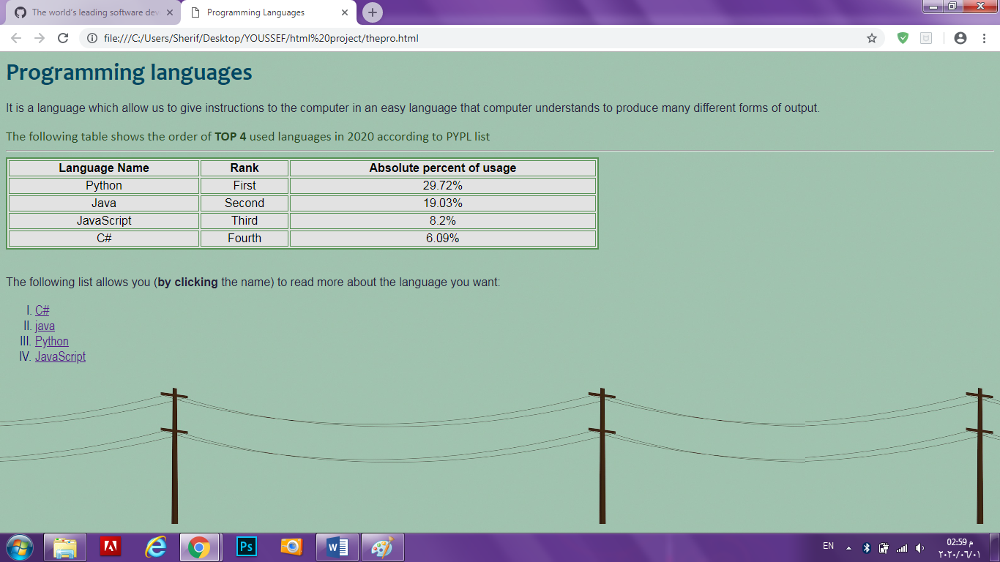 The world's leading software dev
Programming Languages
file:///C:/Users/Sherif/Desktop/YOUSSEF/html%20project/thepro.html
Programming languages
It is a language which allow us to give instructions to the computer in an easy language that computer understands to produce many different forms of output.
The following table shows the order of TOP 4 used languages in 2020 according to PYPL list
Language Name Rank Absolute percent of usage
Python First 29.72%
Java Second 19.03%
JavaScript Third 8.2%
C# Fourth 6.09%
The following list allows you (by clicking the name) to read more about the language you want:
I. C#
II. java
III. Python
IV. JavaScript
Ps
W
EN
02:59 م
٢٠٢٠/٠٦/٠١